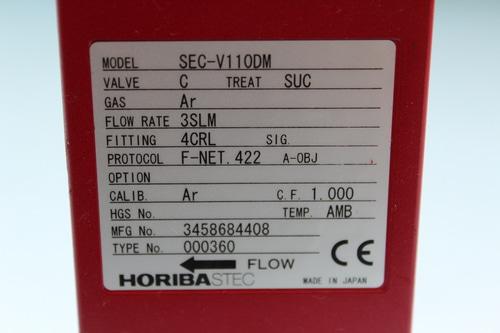 MODEL SEC-V110DM
VALVE C TREAT SUC
GAS Ar
FLOW RATE 3SLM
FITTING 4CRL SIG.
PROTOCOL F-NET.422 A-OBJ
OPTION
CALIB. Ar C.F. 1.000
HGS No. TEMP. AMB
MFG No. 3458684408
TYPE No. 000360
FLOW CE
HORIBASTEC MADE IN JAPAN